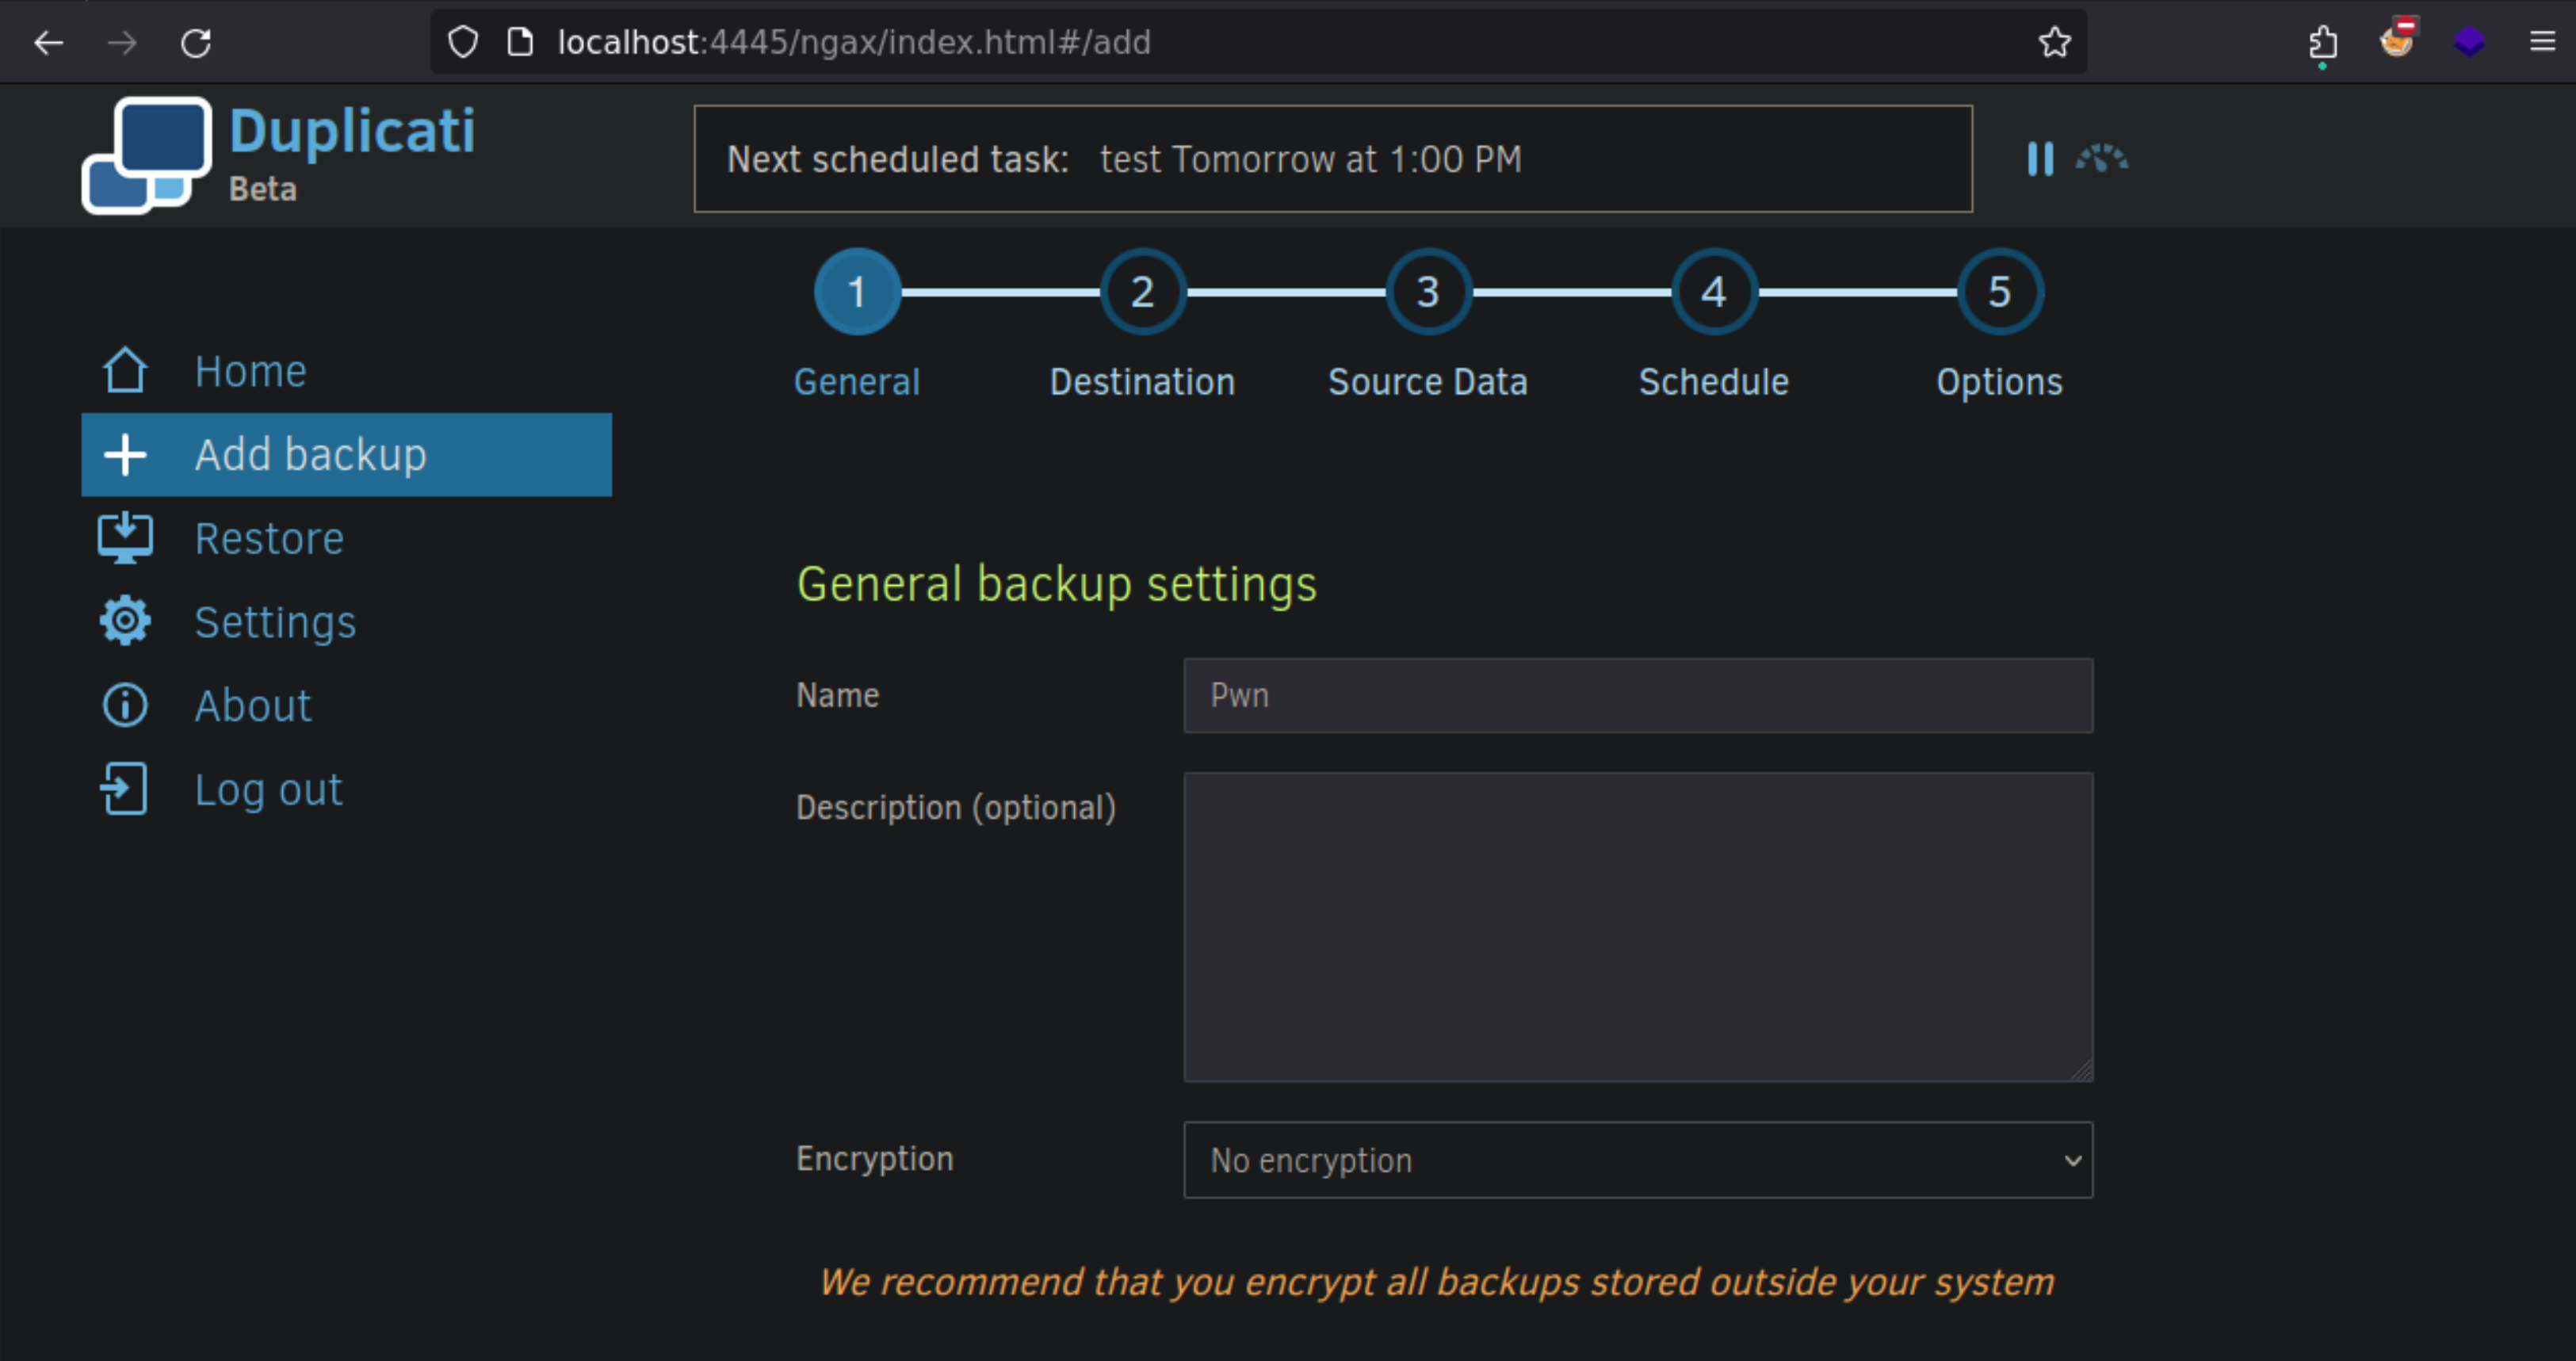 localhost:4445/ngax/index.html#/add
Duplicati
Beta
Next scheduled task: test Tomorrow at 1:00 PM
1 2 3 4 5
General Destination Source Data Schedule Options
Home
Add backup
Restore
Settings
About
Log out
General backup settings
Name Pwn
Description (optional)
Encryption No encryption
We recommend that you encrypt all backups stored outside your system